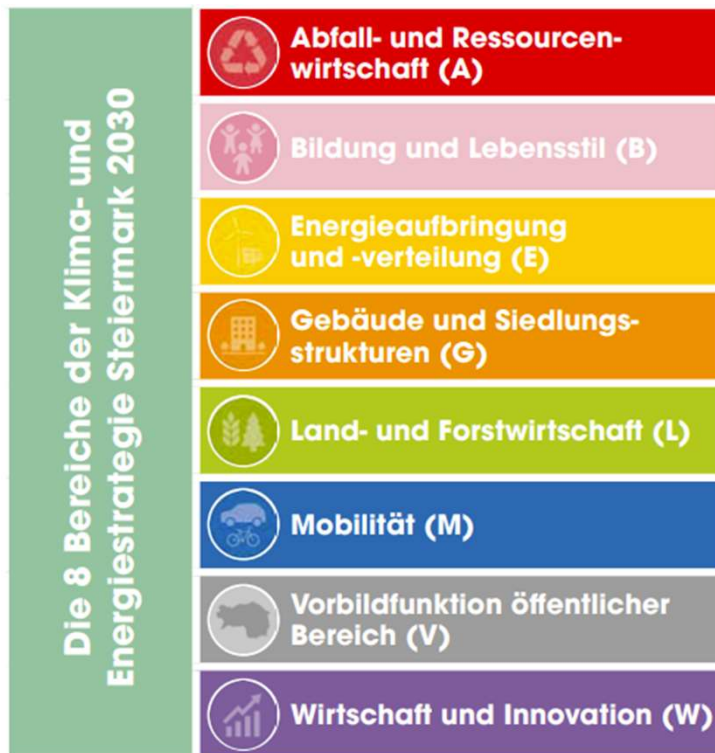 Die 8 Bereiche der Klima- und
Energiestrategie Steiermark 2030
Abfall- und Ressourcen-
wirtschaft (A)
Bildung und Lebensstil (B)
Energieaufbringung
und -verteilung (E)
Gebäude und Siedlungs-
strukturen (G)
Land- und Forstwirtschaft (L)
Mobilität (M)
Vorbildfunktion öffentlicher
Bereich (V)
Wirtschaft und Innovation (W)